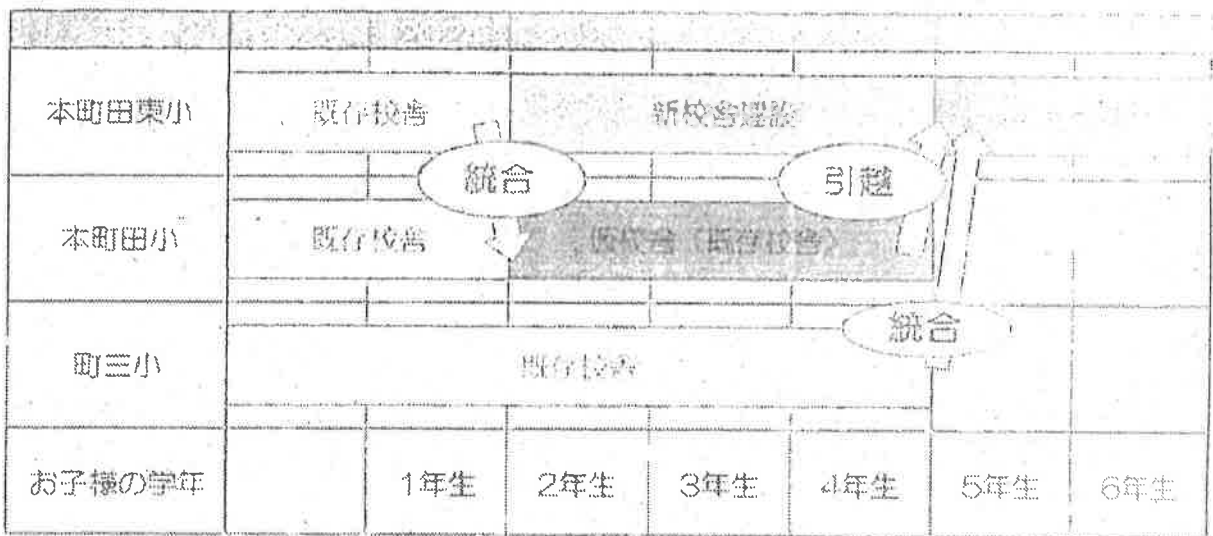 本町田東小 既存校舎 新校舎建設
統合 引越
本町田小 既存校舎 仮校舎（既存校舎）
統合
町三小 既存校舎
お子様の学年 1年生 2年生 3年生 4年生 5年生 6年生